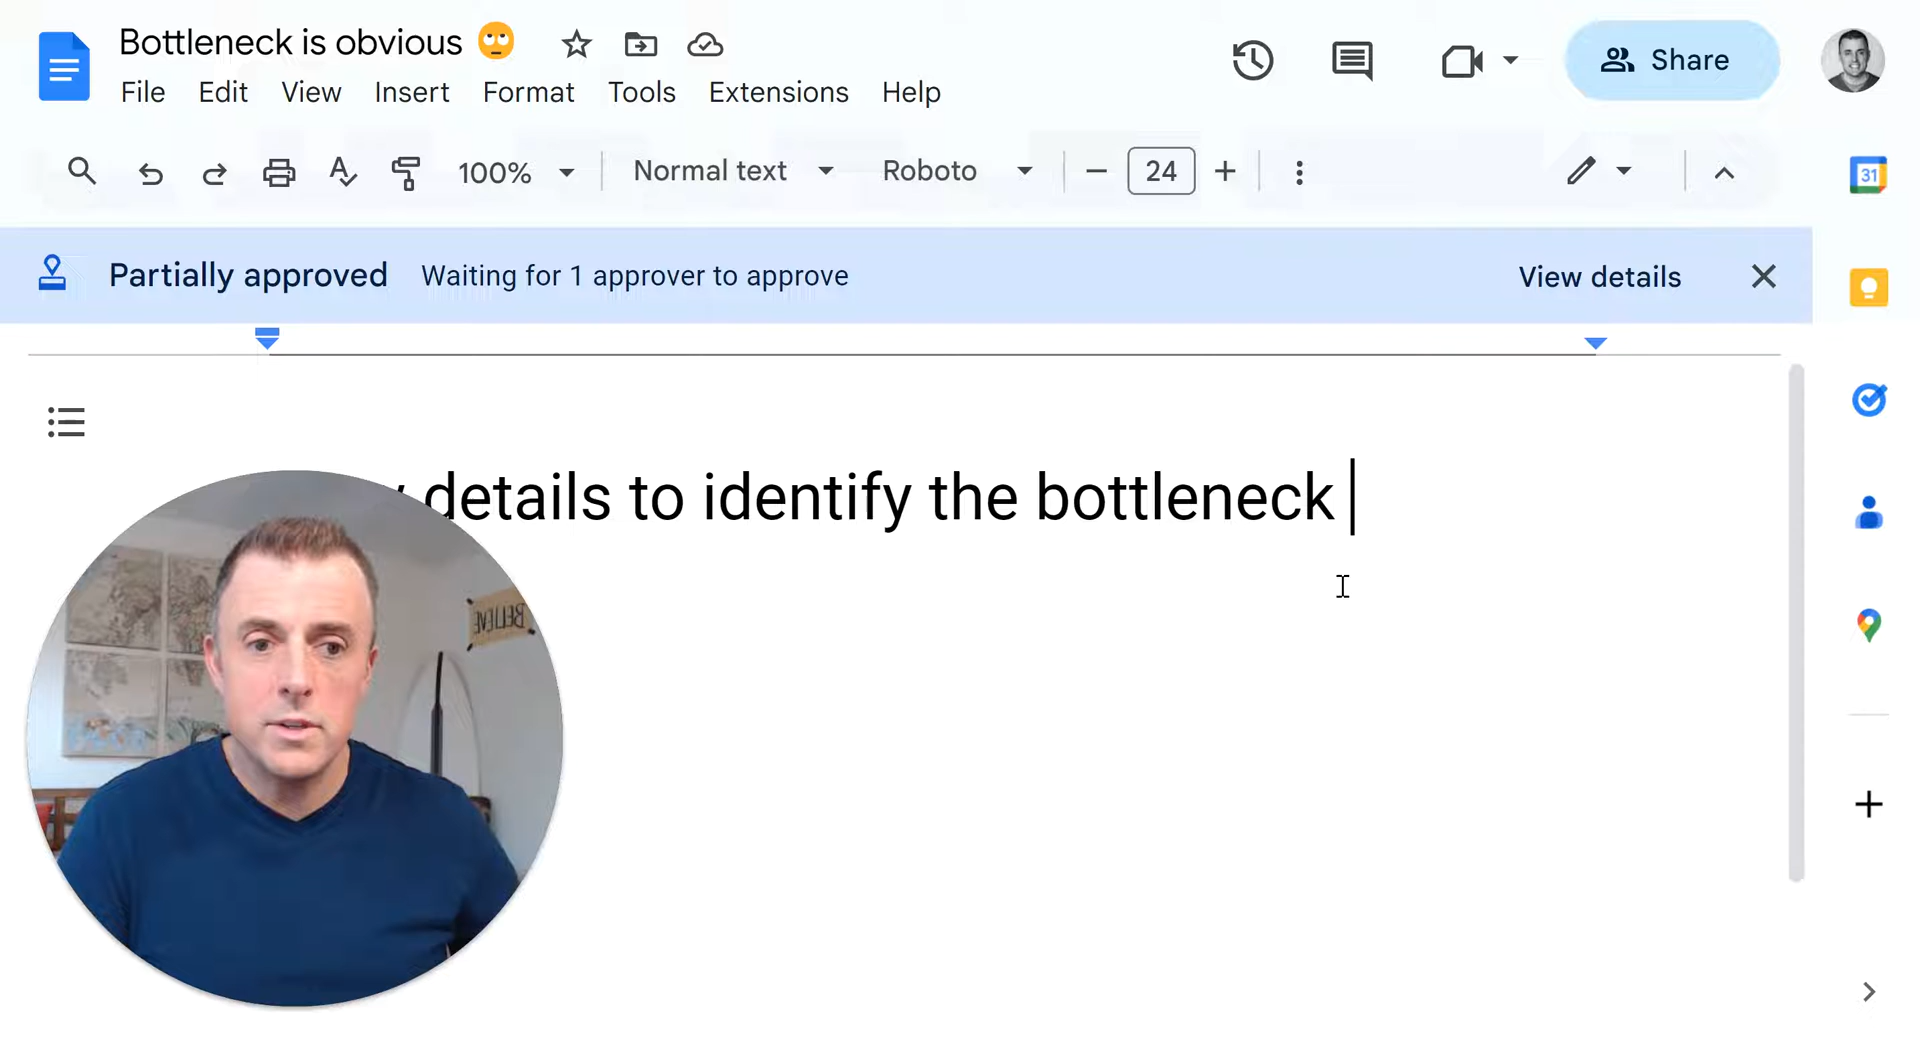 Bottleneck is obvious 🙄
File Edit View Insert Format Tools Extensions Help
Share
100% Normal text Roboto 24
31
Partially approved Waiting for 1 approver to approve View details
details to identify the bottleneck
BELIEVE